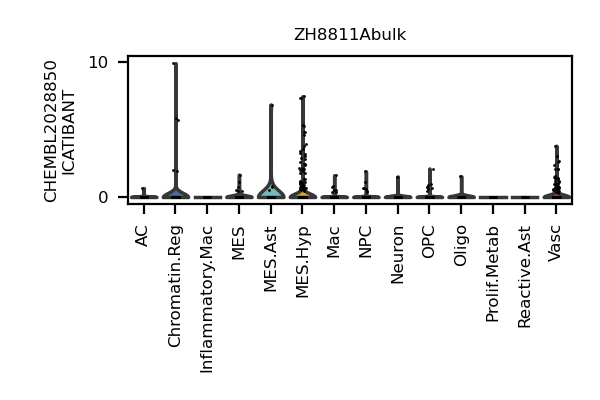 ZH8811Abulk
CHEMBL2028850
ICATIBANT
10
0
AC
Chromatin.Reg
Inflammatory.Mac
MES
MES.Ast
MES.Hyp
Mac
NPC
Neuron
OPC
Oligo
Prolif.Metab
Reactive.Ast
Vasc